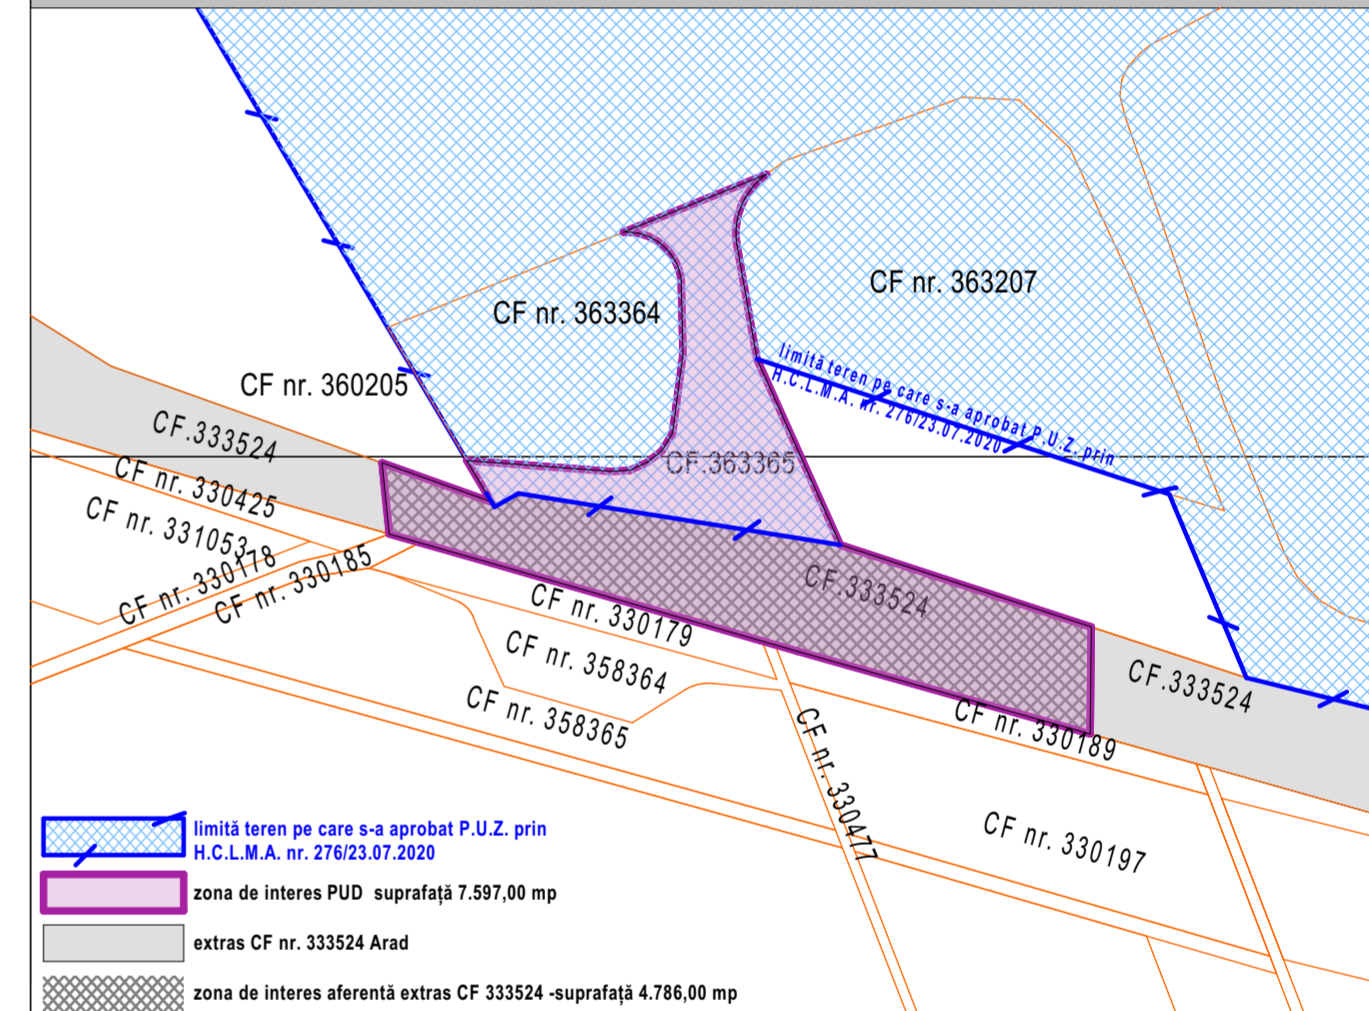 CF nr. 363207
CF nr. 363364
limită teren pe care s-a aprobat P.U.Z. prin
H.C.L.M.A. nr. 276/23.07.2020
CF nr. 360205
CF.333524
CF.363365
CF nr. 330425
CF nr. 331053
CF nr. 330178
CF nr. 330185
CF.333524
CF nr. 330179
CF nr. 358364
CF nr. 358365
CF.333524
CF nr. 330189
CF nr. 330477
CF nr. 330197
limită teren pe care s-a aprobat P.U.Z. prin
H.C.L.M.A. nr. 276/23.07.2020
zona de interes PUD suprafață 7.597,00 mp
extras CF nr. 333524 Arad
zona de interes aferentă extras CF 333524 -suprafață 4.786,00 mp